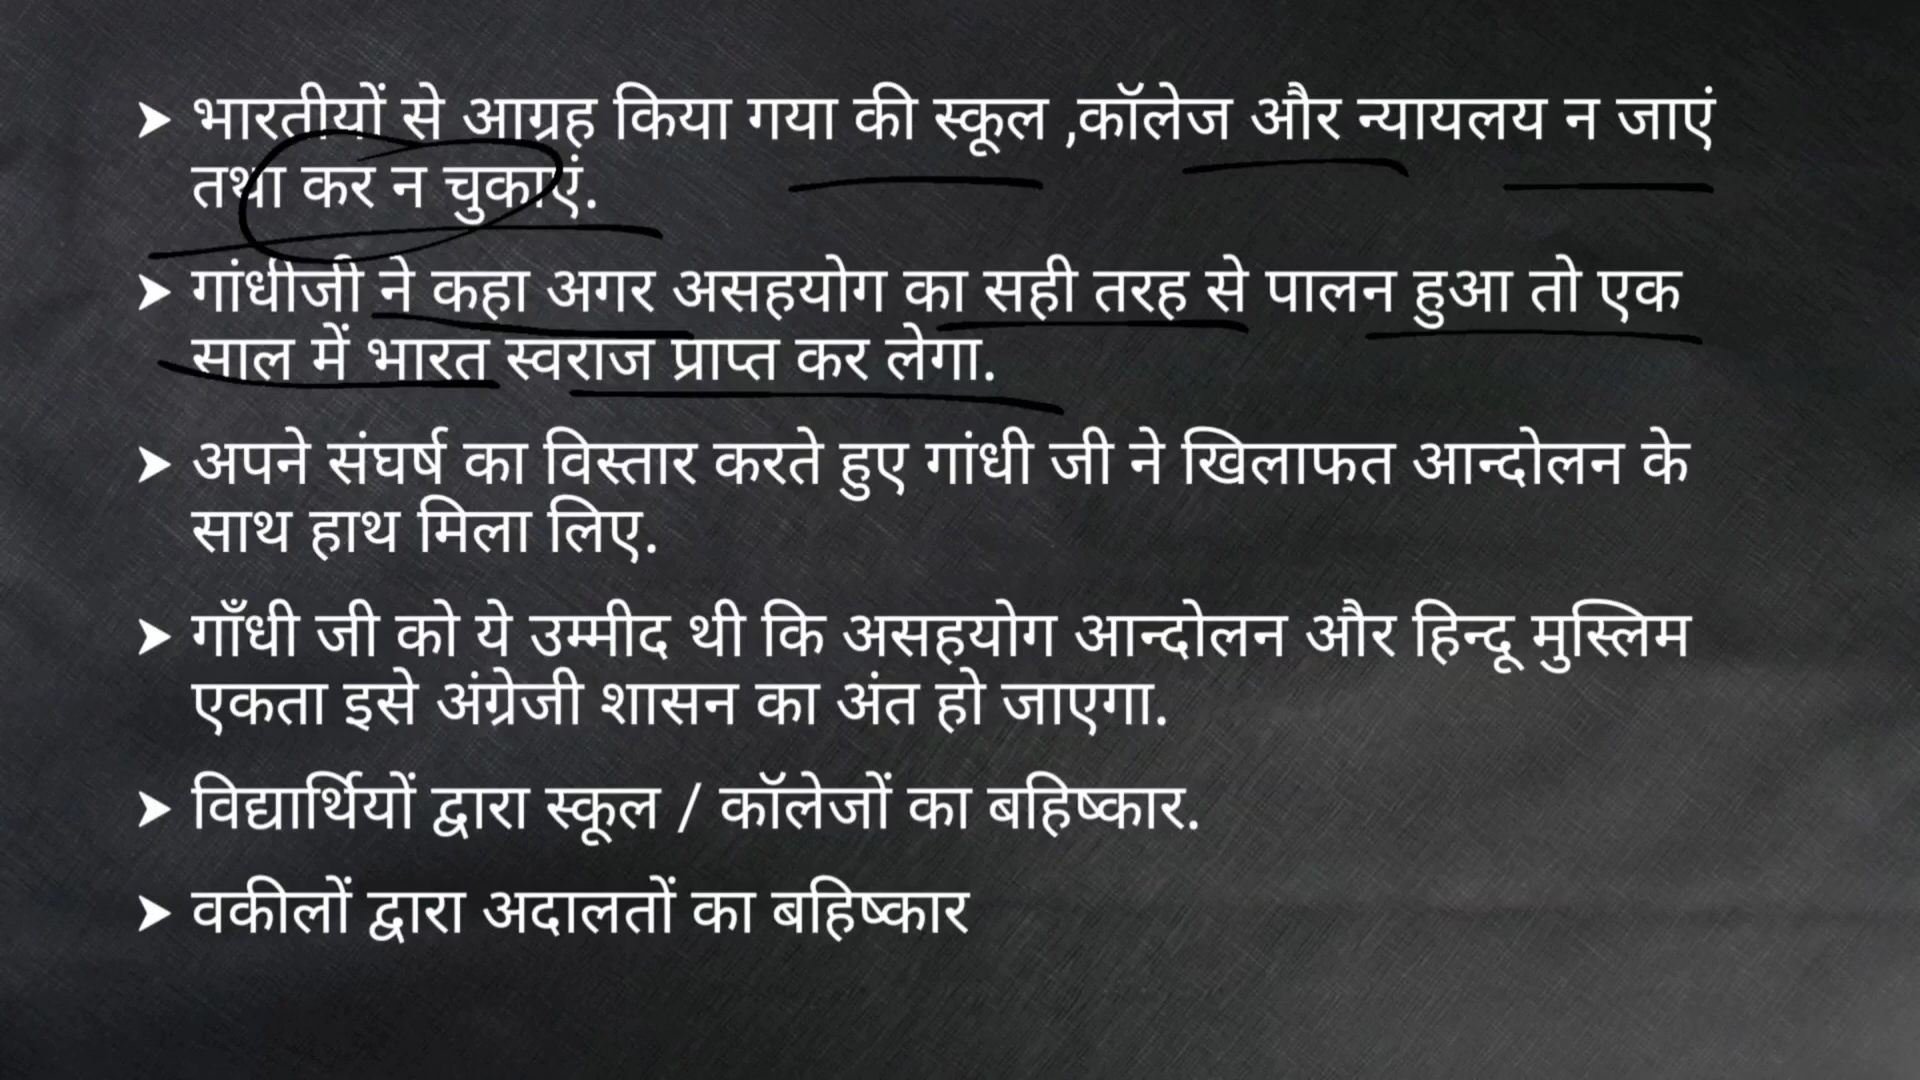 ➤ भारतीयों से आग्रह किया गया की स्कूल ,कॉलेज और न्यायलय न जाएं
तथा कर न चुकाएं.
➤ गांधीजी ने कहा अगर असहयोग का सही तरह से पालन हुआ तो एक
साल में भारत स्वराज प्राप्त कर लेगा.
➤ अपने संघर्ष का विस्तार करते हुए गांधी जी ने खिलाफत आन्दोलन के
साथ हाथ मिला लिए.
➤ गाँधी जी को ये उम्मीद थी कि असहयोग आन्दोलन और हिन्दू मुस्लिम
एकता इसे अंग्रेजी शासन का अंत हो जाएगा.
➤ विद्यार्थियों द्वारा स्कूल / कॉलेजों का बहिष्कार.
➤ वकीलों द्वारा अदालतों का बहिष्कार